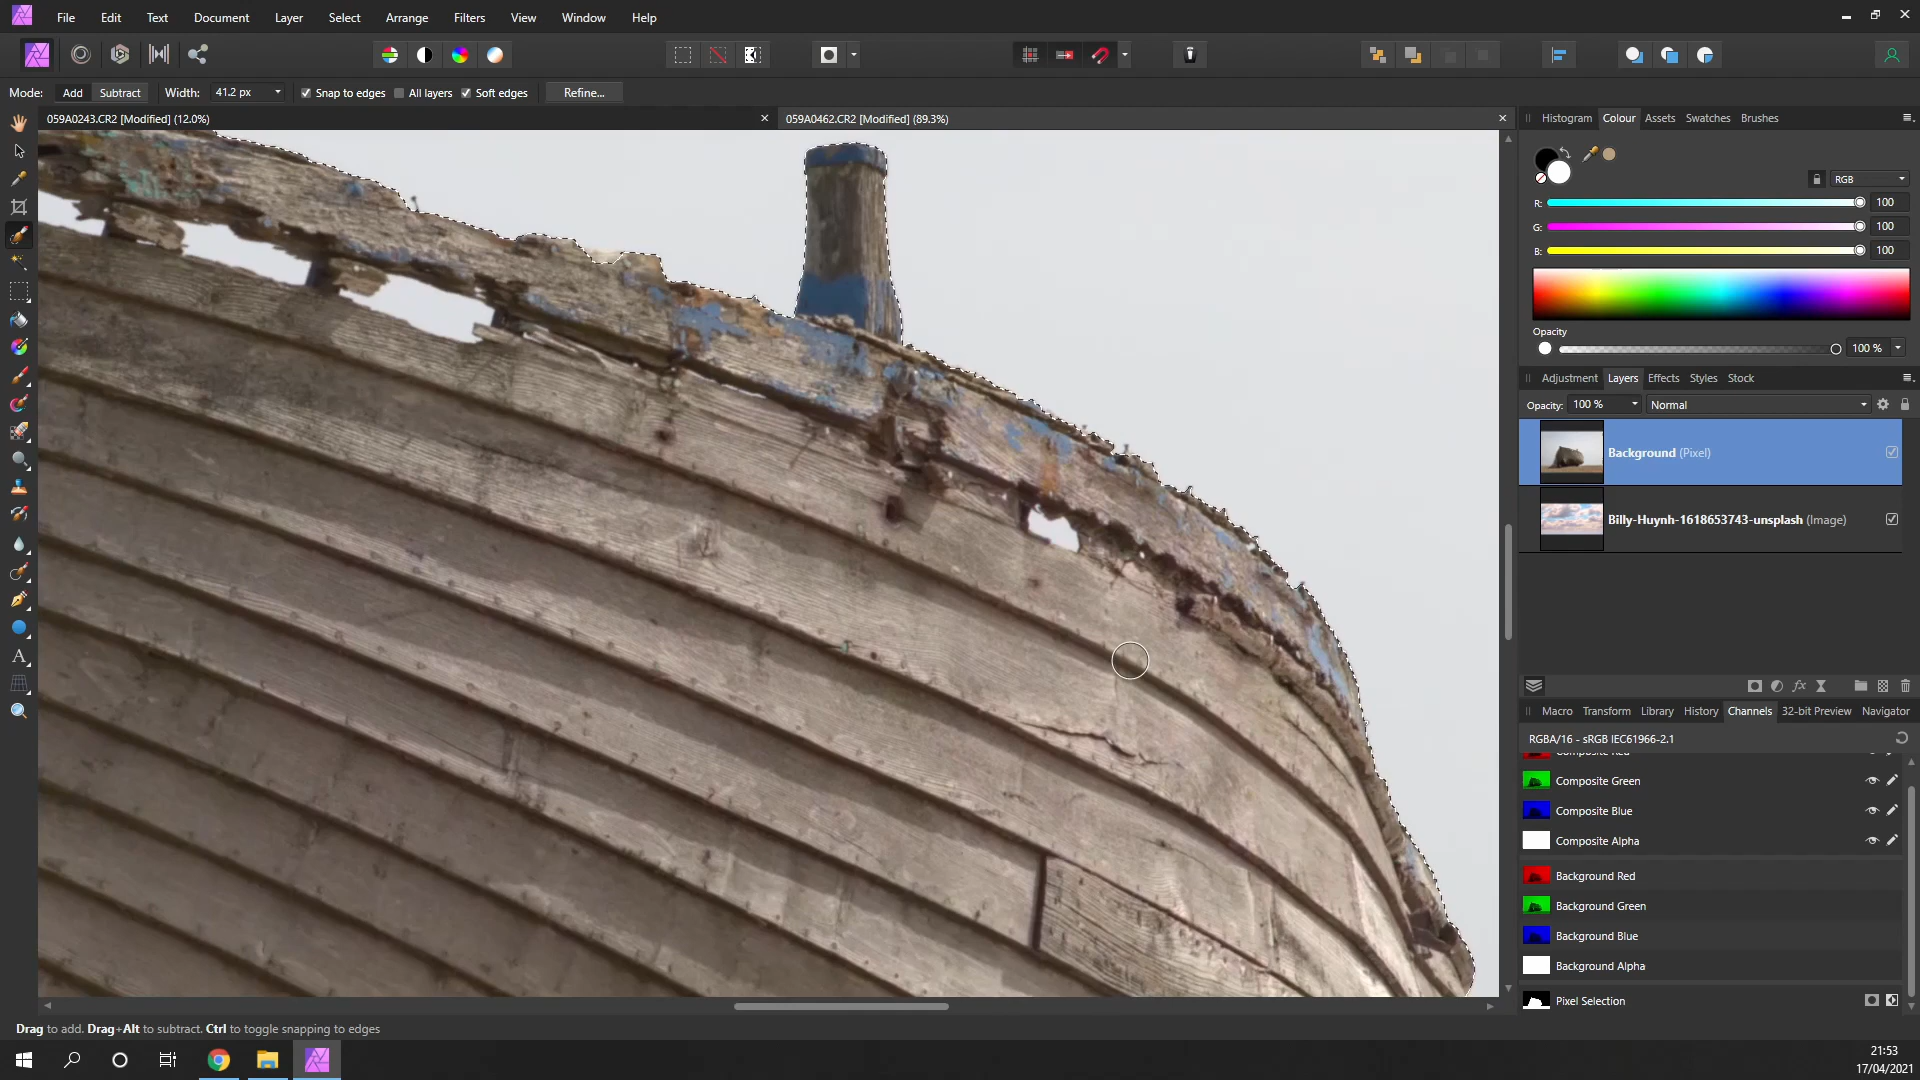 File Edit Text Document Layer Select Arrange Filters View Window Help
Mode: Add Subtract Width: 41.2 px Snap to edges All layers Soft edges Refine...
059A0243.CR2 [Modified] (12.0%)
059A0462.CR2 [Modified] (89.3%)
Histogram Colour Assets Swatches Brushes
RGB
R: 100
G: 100
B: 100
Opacity
100 %
Adjustment Layers Effects Styles Stock
Opacity: 100 % Normal
Background (Pixel)
Billy-Huynh-1618653743-unsplash (Image)
Macro Transform Library History Channels 32-bit Preview Navigator
RGBA/16 - sRGB IEC61966-2.1
Composite Red
Composite Green
Composite Blue
Composite Alpha
Background Red
Background Green
Background Blue
Background Alpha
Pixel Selection
Drag to add. Drag+Alt to subtract. Ctrl to toggle snapping to edges
21:53
17/04/2021